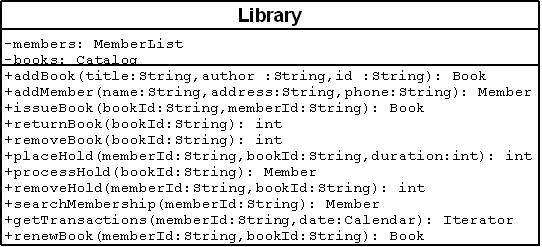 Library
-members: MemberList
-books: Catalog
+addBook(title:String,author :String,id :String): Book
+addMember(name:String,address:String,phone:String): Member
+issueBook(bookId:String,memberId:String): Book
+returnBook(bookId:String): int
+removeBook(bookId:String): int
+placeHold(memberId:String,bookId:String,duration:int): int
+processHold(bookId:String): Member
+removeHold(memberId:String,bookId:String): int
+searchMembership(memberId:String): Member
+getTransactions(memberId:String,date:Calendar): Iterator
+renewBook(memberId:String,bookId:String): Book